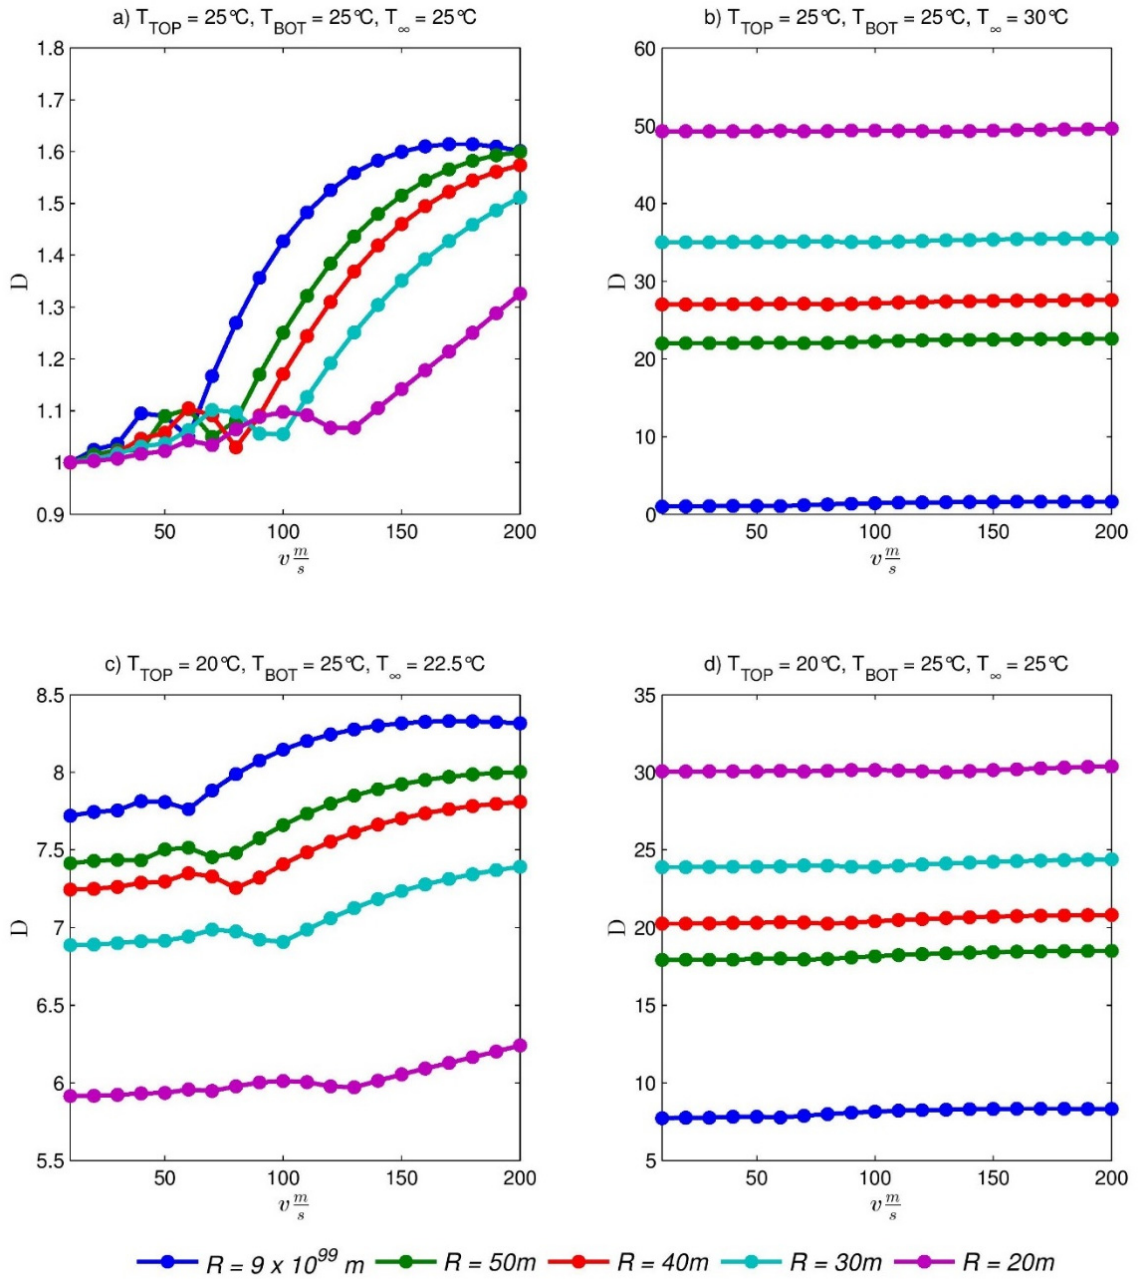 a) T_TOP = 25°C, T_BOT = 25°C, T_∞ = 25°C
1.8
1.7
1.6
1.5
1.4
1.3
1.2
1.1
1
0.9
D
50 100 150 200
v m/s
b) T_TOP = 25°C, T_BOT = 25°C, T_∞ = 30°C
60
50
40
30
20
10
0
D
50 100 150 200
v m/s
c) T_TOP = 20°C, T_BOT = 25°C, T_∞ = 22.5°C
8.5
8
7.5
7
6.5
6
5.5
D
50 100 150 200
v m/s
d) T_TOP = 20°C, T_BOT = 25°C, T_∞ = 25°C
35
30
25
20
15
10
5
D
50 100 150 200
v m/s
R = 9 x 10^99 m R = 50m R = 40m R = 30m R = 20m